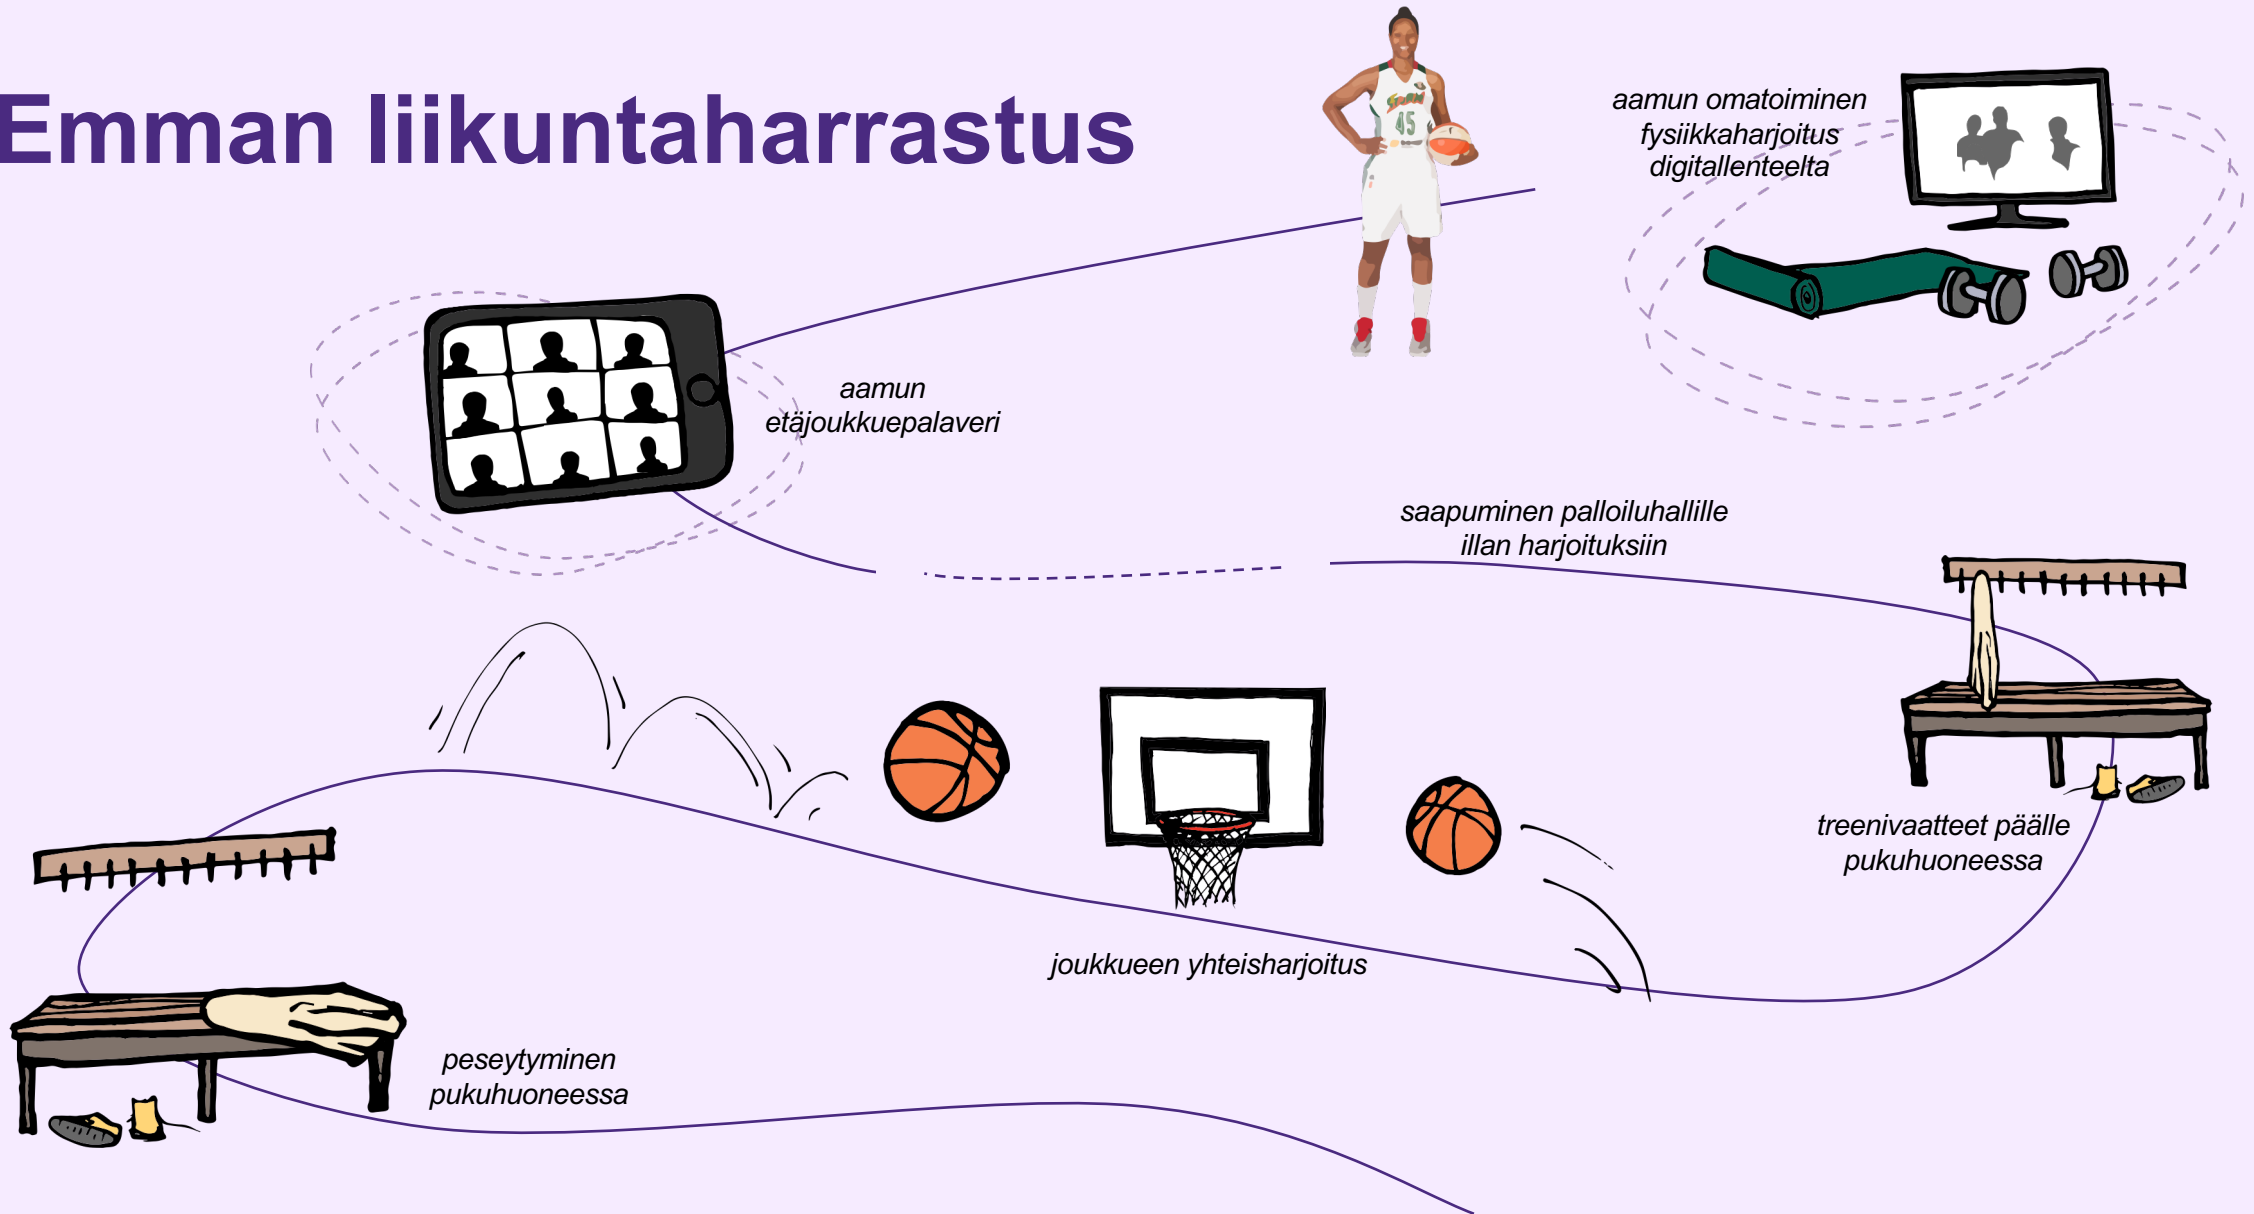 Emman liikuntaharrastus
aamun omatoiminen
fysiikkaharjoitus
digitallenteelta
45
aamun
etäjoukkuepalaveri
saapuminen palloiluhallille
illan harjoituksiin
treenivaatteet päälle
pukuhuoneessa
joukkueen yhteisharjoitus
peseytyminen
pukuhuoneessa